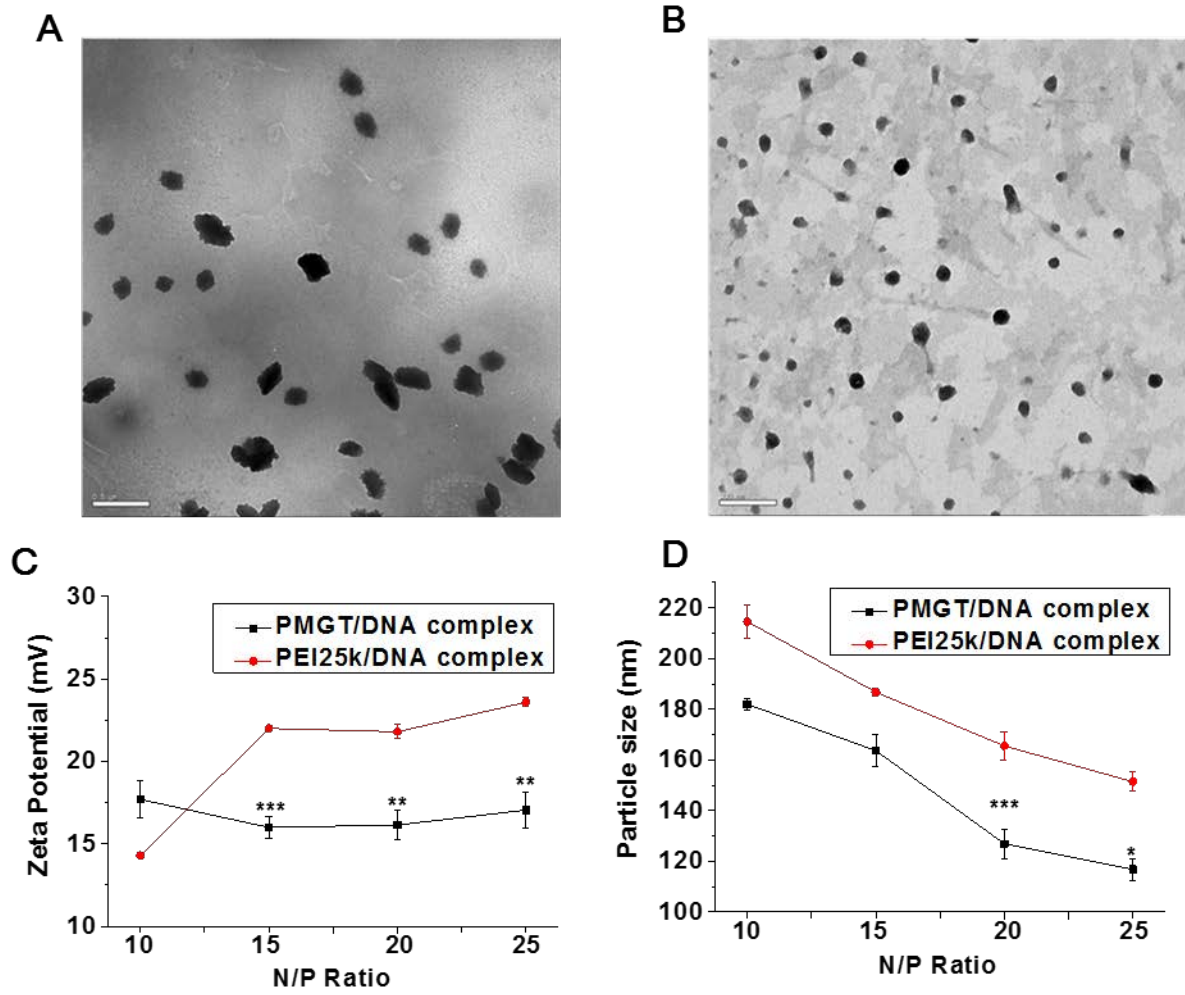 A
B
C
Zeta Potential (mV)
30
25
20
15
10
PMGT/DNA complex
PEI25k/DNA complex
***
**
**
10
15
20
25
N/P Ratio
D
Particle size (nm)
220
200
180
160
140
120
100
PMGT/DNA complex
PEI25k/DNA complex
***
*
10
15
20
25
N/P Ratio